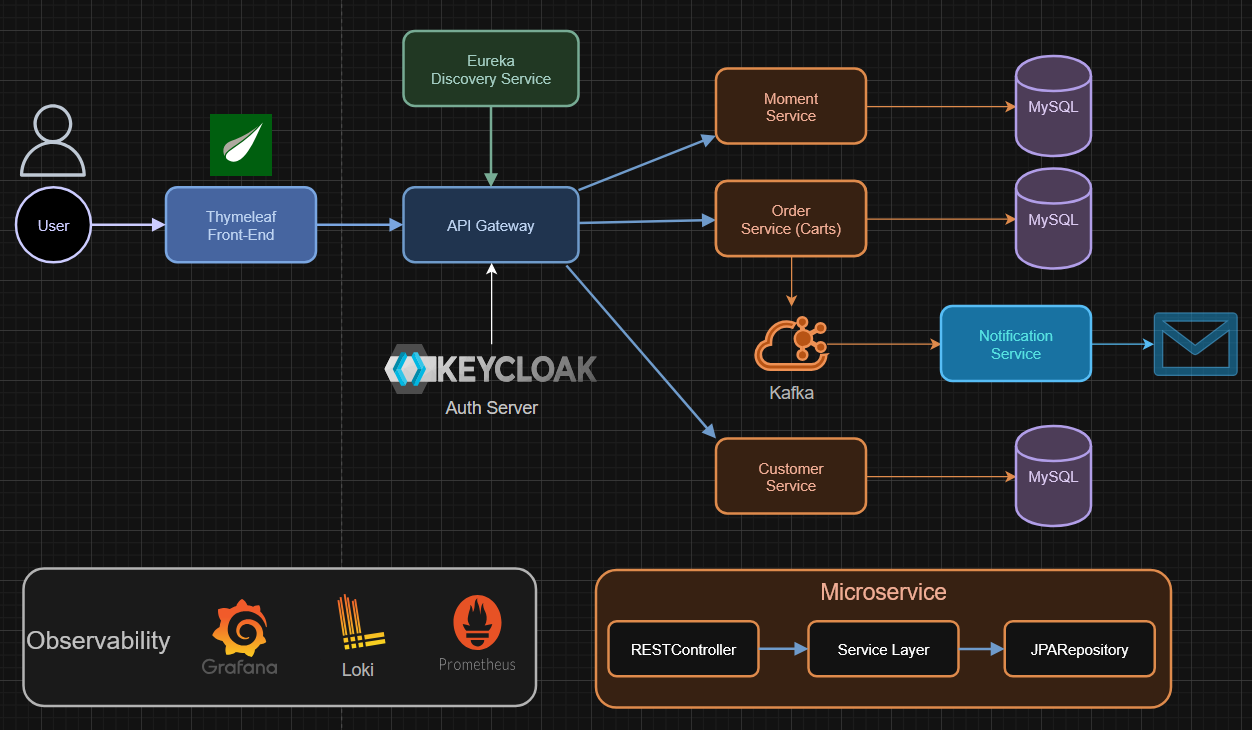 Eureka
Discovery Service
Moment
Service
MySQL
User
Thymeleaf
Front-End
API Gateway
Order
Service (Carts)
MySQL
KEYCLOAK
Auth Server
Kafka
Notification
Service
Customer
Service
MySQL
Observability
Grafana
Loki
Prometheus
Microservice
RESTController
Service Layer
JPARepository